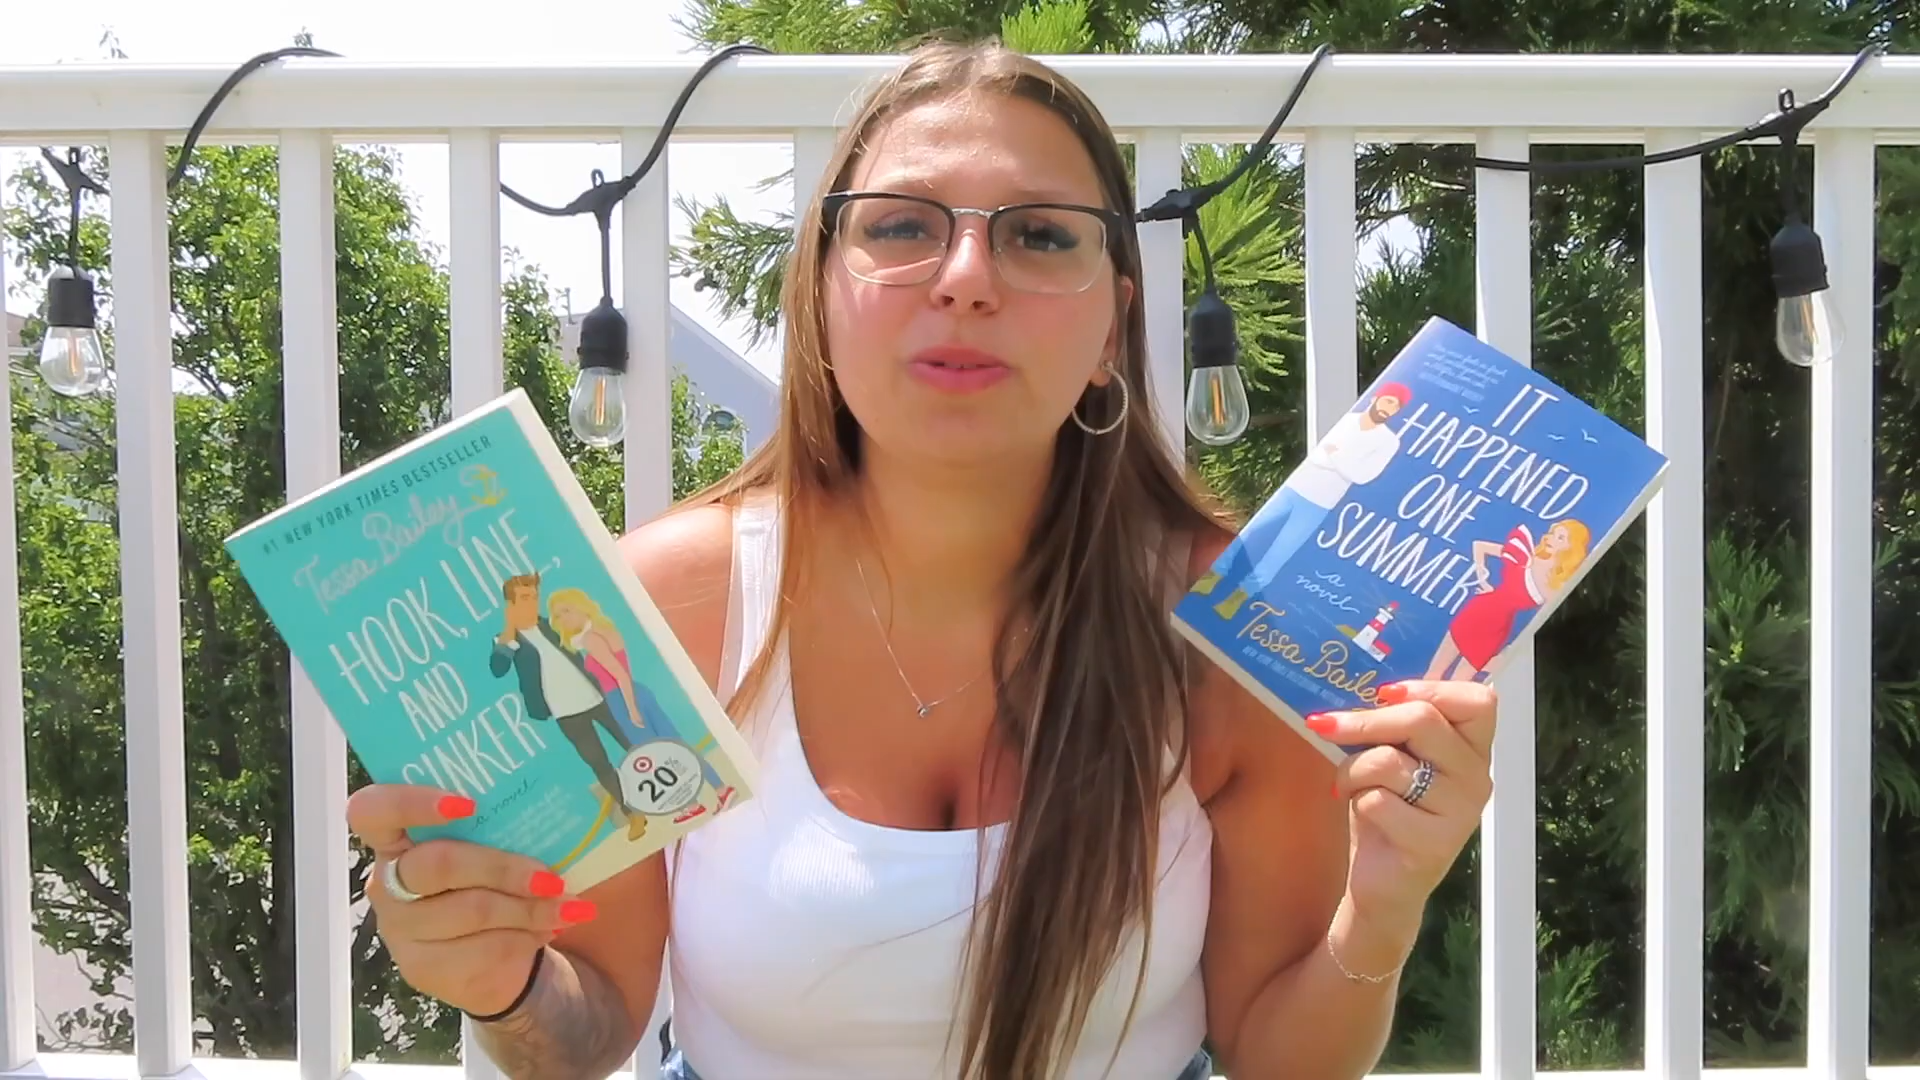 #1 NEW YORK TIMES BESTSELLER
Tessa Bailey
HOOK, LINE,
AND
SINKER
a novel
20%
IT
HAPPENED
ONE
SUMMER
a
novel
Tessa Bailey